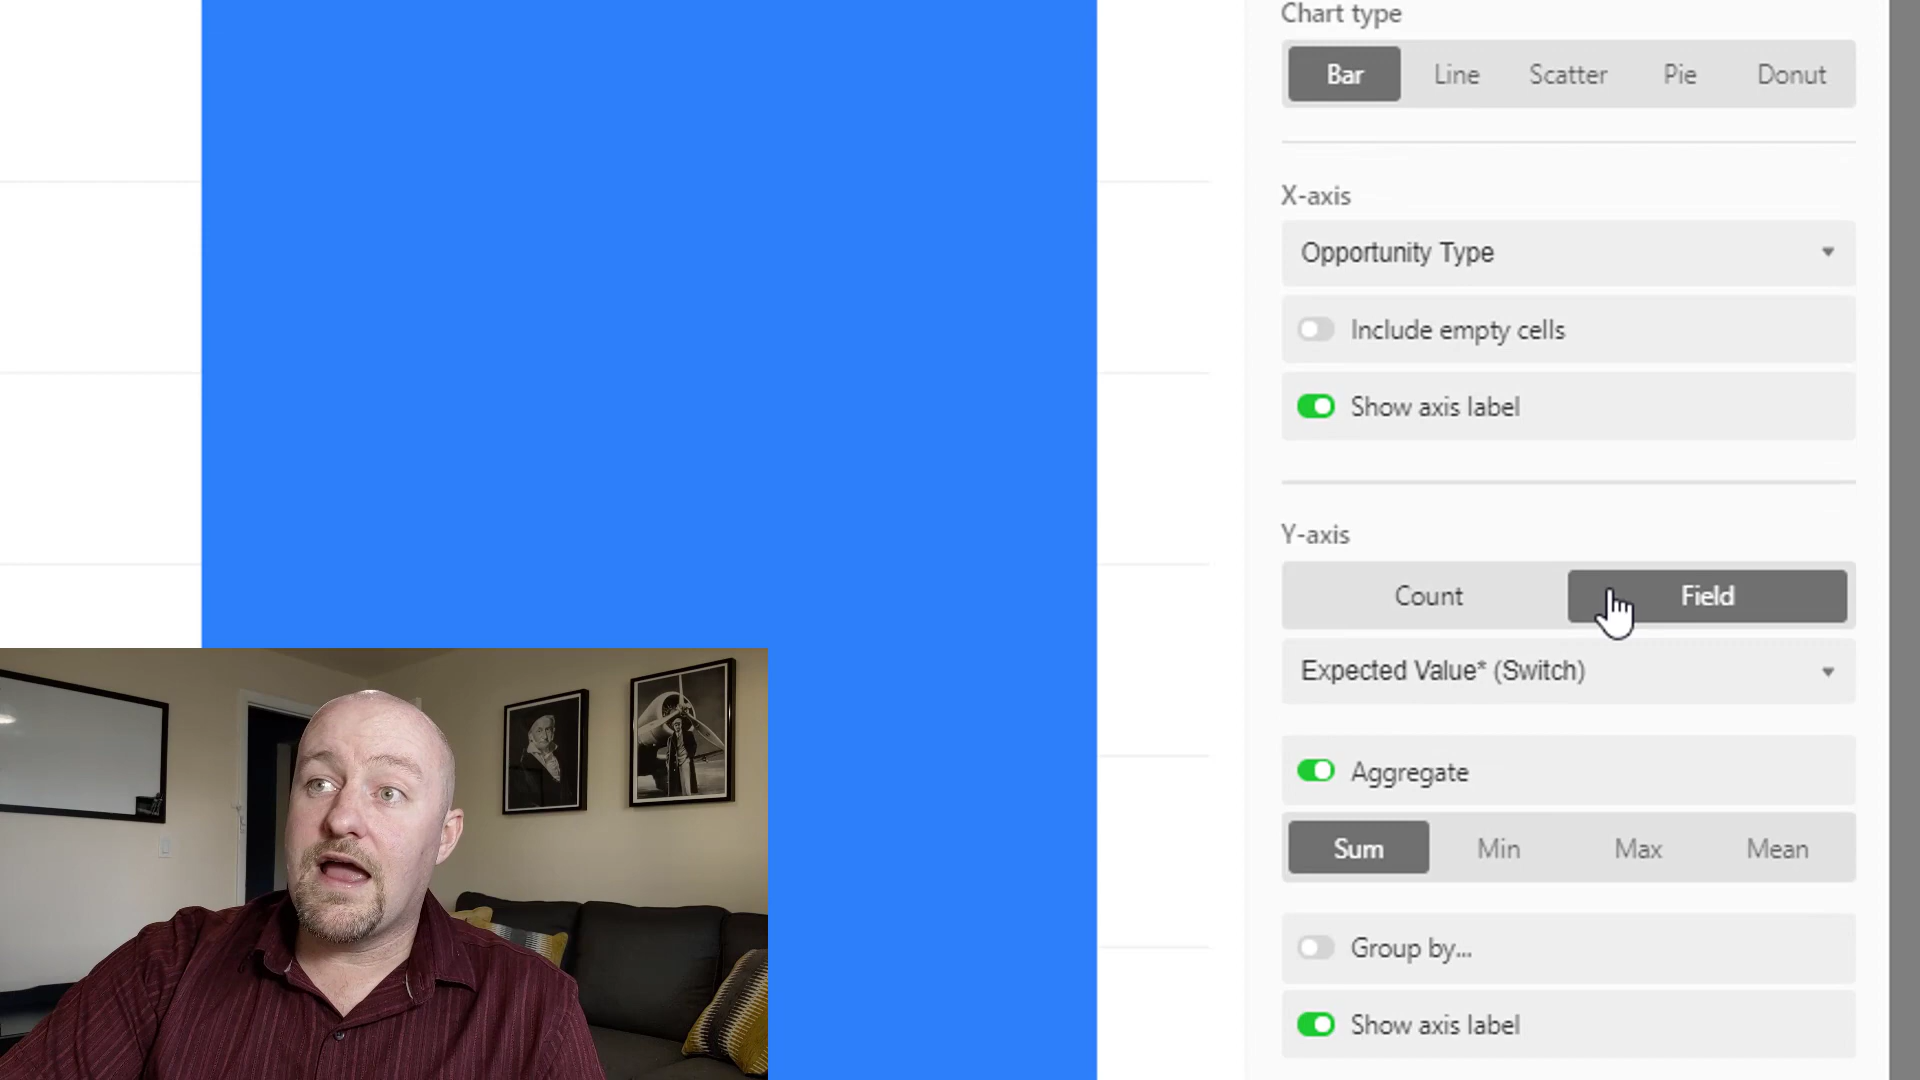 Chart type
Bar Line Scatter Pie Donut
X-axis
Opportunity Type
Include empty cells
Show axis label
Y-axis
Count Field
Expected Value* (Switch)
Aggregate
Sum Min Max Mean
Group by...
Show axis label